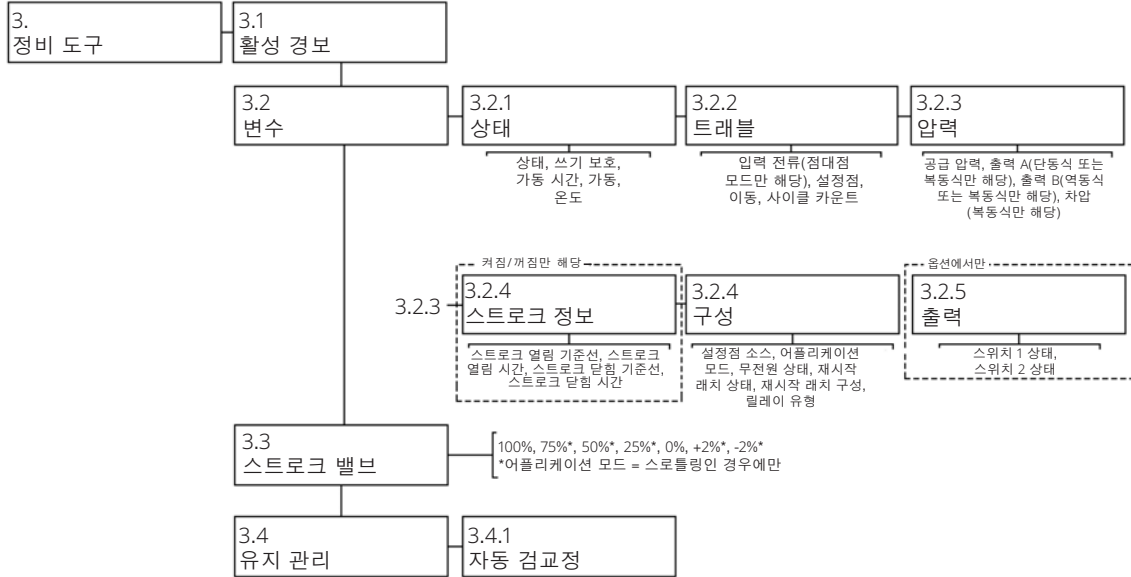 3.
정비 도구
3.1
활성 경보
3.2
변수
3.2.1
상태
상태, 쓰기 보호,
가동 시간, 가동,
온도
3.2.2
트래블
입력 전류(점대점
모드만 해당), 설정점,
이동, 사이클 카운트
3.2.3
압력
공급 압력, 출력 A(단동식 또는
복동식만 해당), 출력 B(역동식
또는 복동식만 해당), 차압
(복동식만 해당)
3.2.3
켜짐/꺼짐만 해당
3.2.4
스트로크 정보
스트로크 열림 기준선, 스트로크
열림 시간, 스트로크 닫힘 기준선,
스트로크 닫힘 시간
3.2.4
구성
설정점 소스, 어플리케이션
모드, 무전원 상태, 재시작
래치 상태, 재시작 래치 구성,
릴레이 유형
옵션에서만
3.2.5
출력
스위치 1 상태,
스위치 2 상태
3.3
스트로크 밸브
100%, 75%*, 50%*, 25%*, 0%, +2%*, -2%*
*어플리케이션 모드 = 스로틀링인 경우에만
3.4
유지 관리
3.4.1
자동 검교정